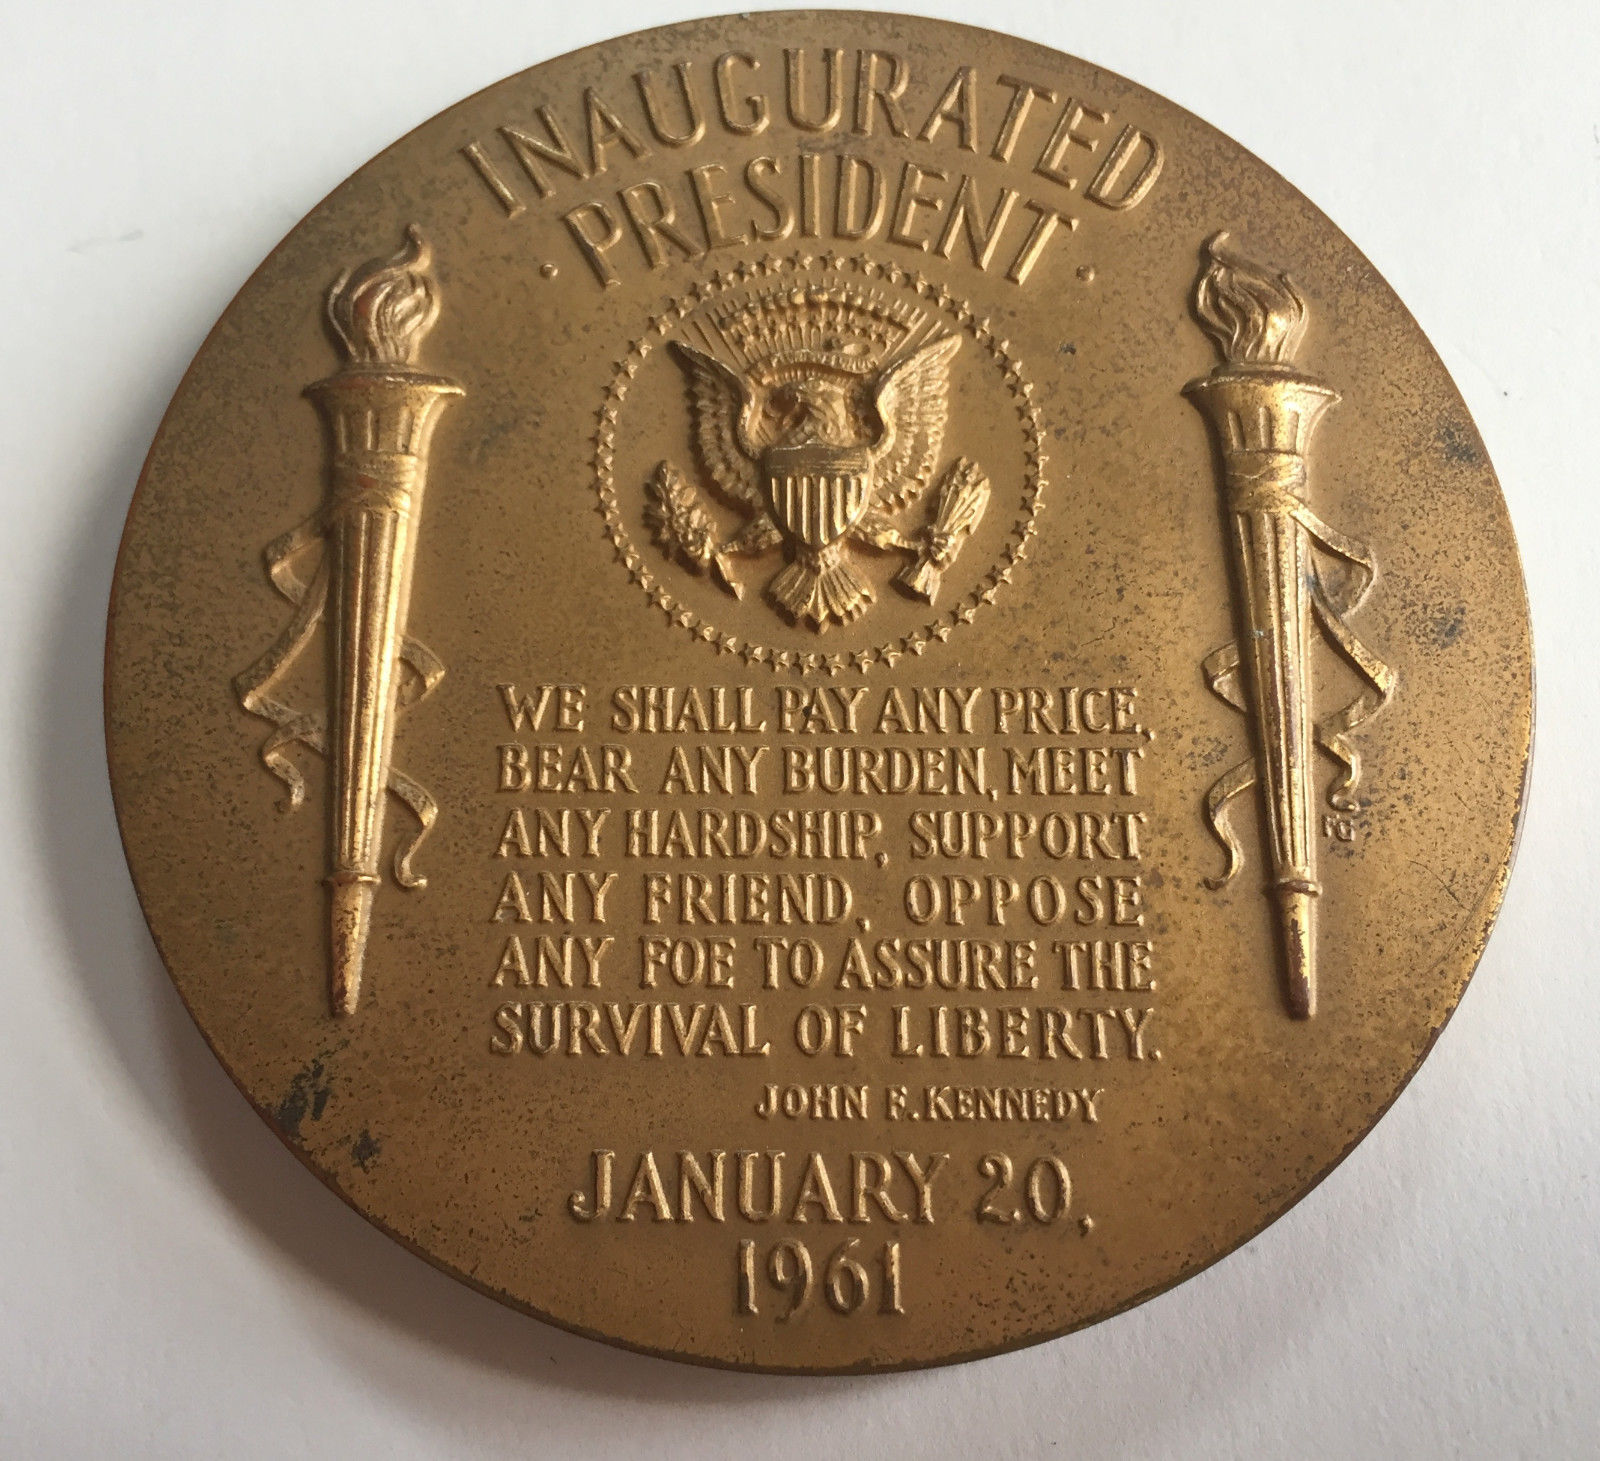 INAUGURATED
· PRESIDENT ·
WE SHALL PAY ANY PRICE,
BEAR ANY BURDEN, MEET
ANY HARDSHIP, SUPPORT
ANY FRIEND, OPPOSE
ANY FOE TO ASSURE THE
SURVIVAL OF LIBERTY.
JOHN F. KENNEDY
JANUARY 20,
1961